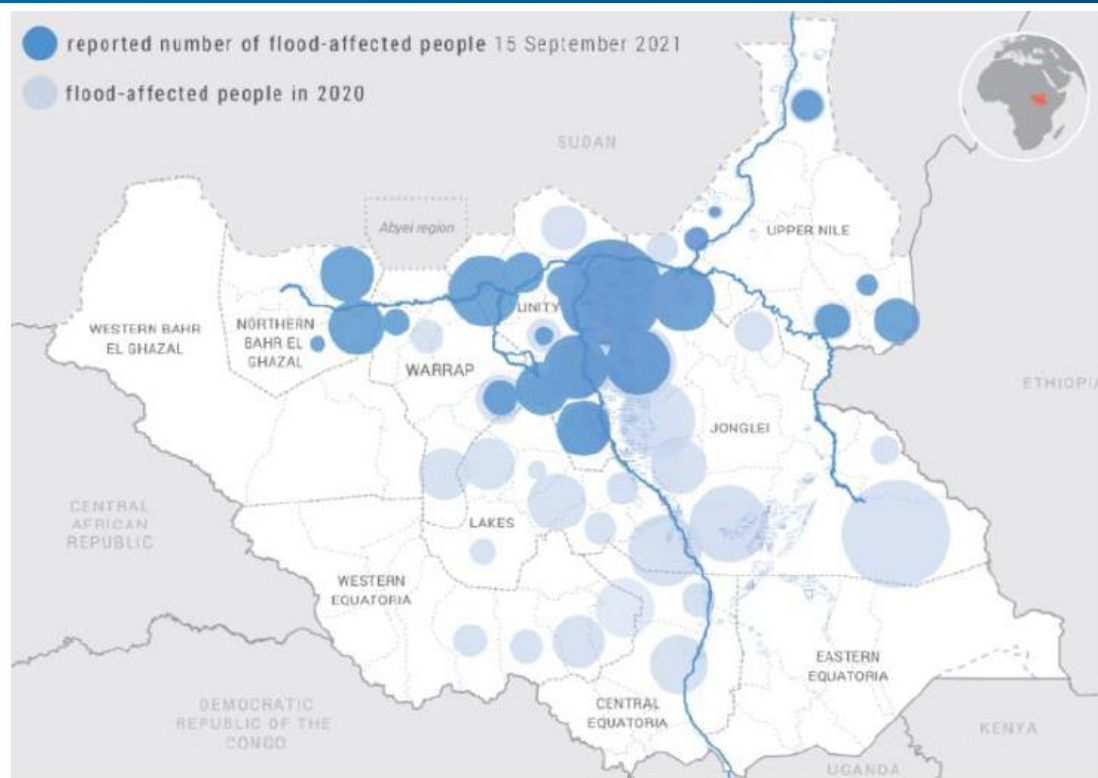 reported number of flood-affected people 15 September 2021
flood-affected people in 2020
SUDAN
Abyei region
UPPER NILE
UNITY
WESTERN BAHR
EL GHAZAL
NORTHERN
BAHR EL
GHAZAL
WARRAP
ETHIOPIA
JONGLEI
CENTRAL
AFRICAN
REPUBLIC
LAKES
WESTERN
EQUATORIA
EASTERN
EQUATORIA
CENTRAL
EQUATORIA
DEMOCRATIC
REPUBLIC OF THE
CONGO
KENYA
UGANDA